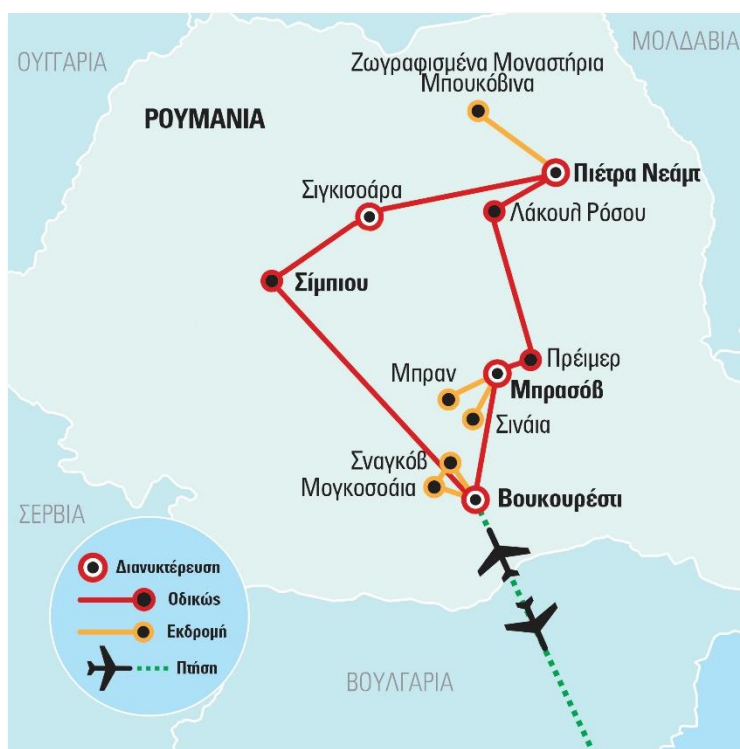 ΟΥΓΓΑΡΙΑ
ΜΟΛΔΑΒΙΑ
Ζωγραφισμένα Μοναστήρια
Μπουκόβινα
ΡΟΥΜΑΝΙΑ
Πιέτρα Νεάμτ
Σιγκισοάρα
Λάκουλ Ρόσου
Σίμπιου
Πρέιμερ
Μπραν
Μπρασόβ
Σινάια
Σναγκόβ
Μογκοσοάια
Βουκουρέστι
ΣΕΡΒΙΑ
Διανυκτέρευση
Οδικώς
Εκδρομή
Πτήση
ΒΟΥΛΓΑΡΙΑ